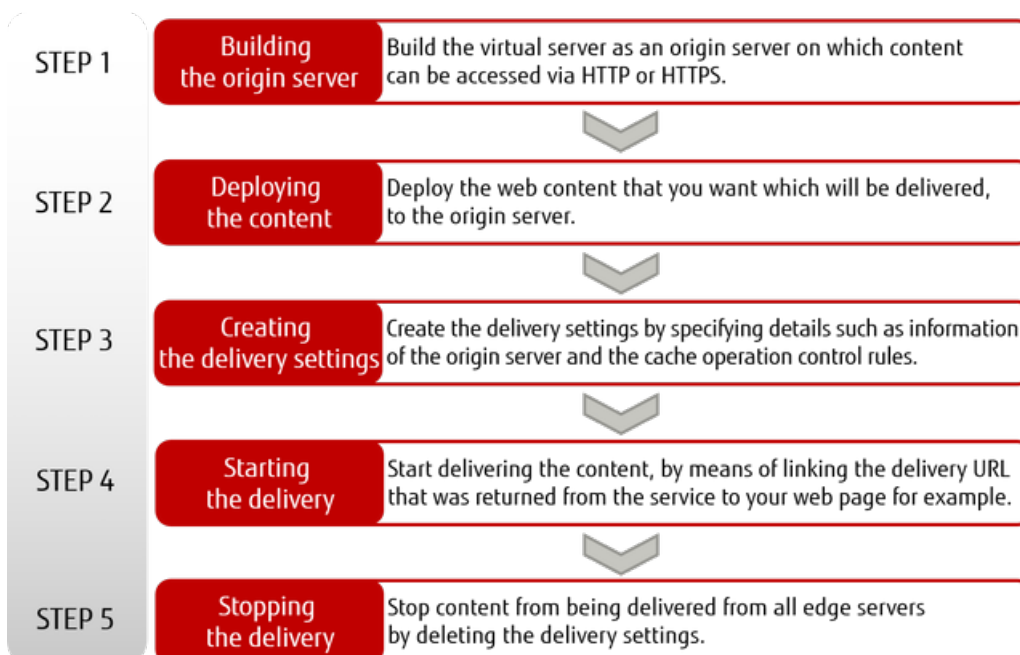 STEP 1
Building
the origin server
Build the virtual server as an origin server on which content
can be accessed via HTTP or HTTPS.
STEP 2
Deploying
the content
Deploy the web content that you want which will be delivered,
to the origin server.
STEP 3
Creating
the delivery settings
Create the delivery settings by specifying details such as information
of the origin server and the cache operation control rules.
STEP 4
Starting
the delivery
Start delivering the content, by means of linking the delivery URL
that was returned from the service to your web page for example.
STEP 5
Stopping
the delivery
Stop content from being delivered from all edge servers
by deleting the delivery settings.